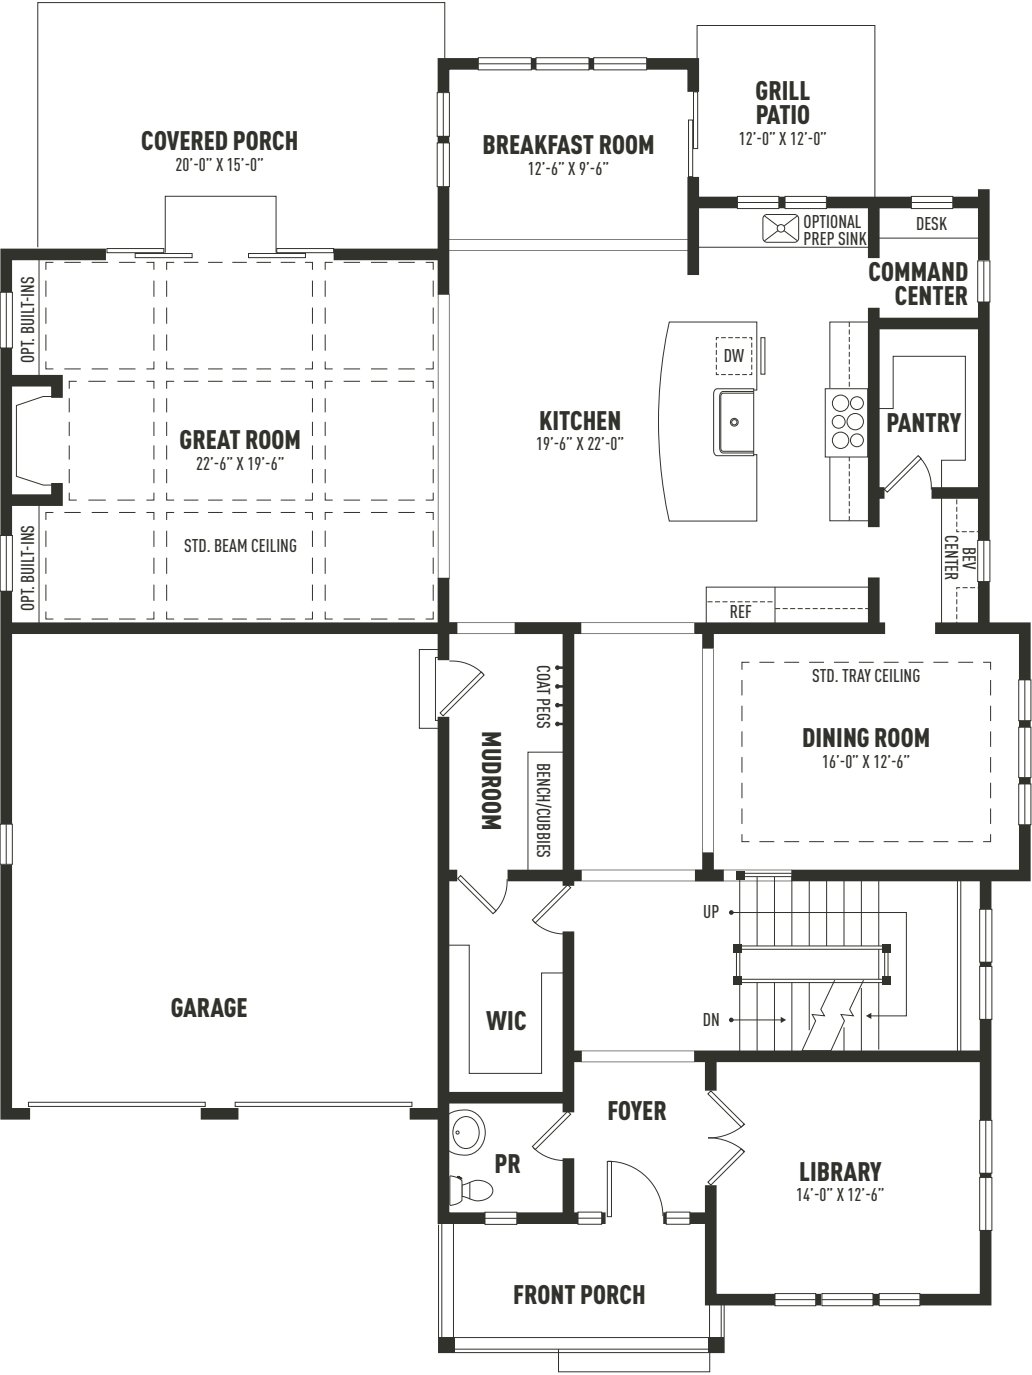 GRILL
PATIO
12'-0" X 12'-0"
COVERED PORCH
20'-0" X 15'-0"
BREAKFAST ROOM
12'-6" X 9'-6"
OPTIONAL
PREP SINK
DESK
COMMAND
CENTER
OPT. BUILT-INS
DW
KITCHEN
19'-6" X 22'-0"
PANTRY
GREAT ROOM
22'-6" X 19'-6"
STD. BEAM CEILING
OPT. BUILT-INS
BEV
CENTER
REF
COAT PEGS
STD. TRAY CEILING
MUDROOM
DINING ROOM
16'-0" X 12'-6"
BENCH/CUBBIES
UP
GARAGE
WIC
DN
FOYER
PR
LIBRARY
14'-0" X 12'-6"
FRONT PORCH